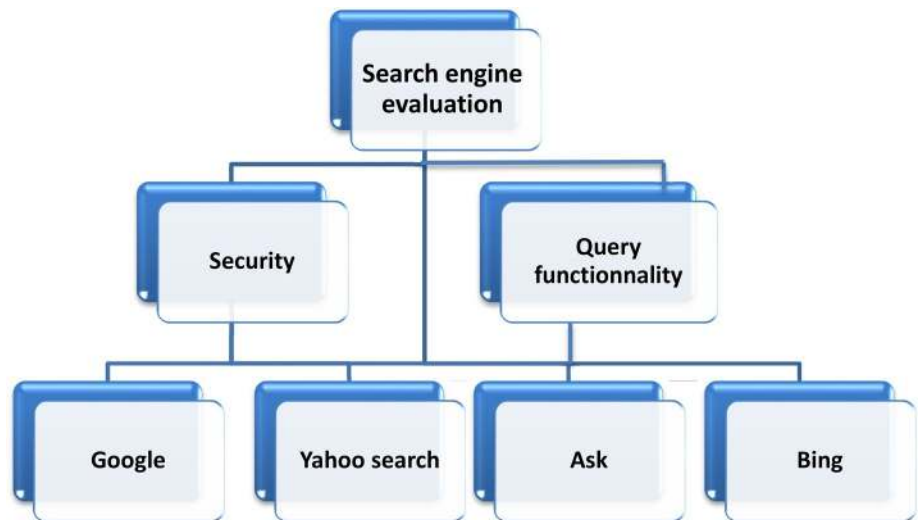 Search engine
evaluation
Security
Query
functionnality
Google
Yahoo search
Ask
Bing